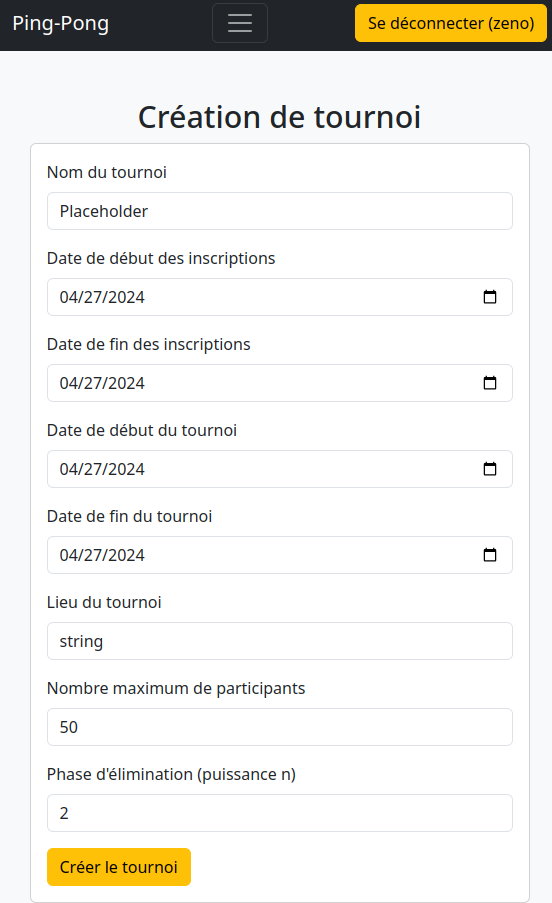 Ping-Pong
Se déconnecter (zeno)
Création de tournoi
Nom du tournoi
Placeholder
Date de début des inscriptions
04/27/2024
Date de fin des inscriptions
04/27/2024
Date de début du tournoi
04/27/2024
Date de fin du tournoi
04/27/2024
Lieu du tournoi
string
Nombre maximum de participants
50
Phase d'élimination (puissance n)
2
Créer le tournoi